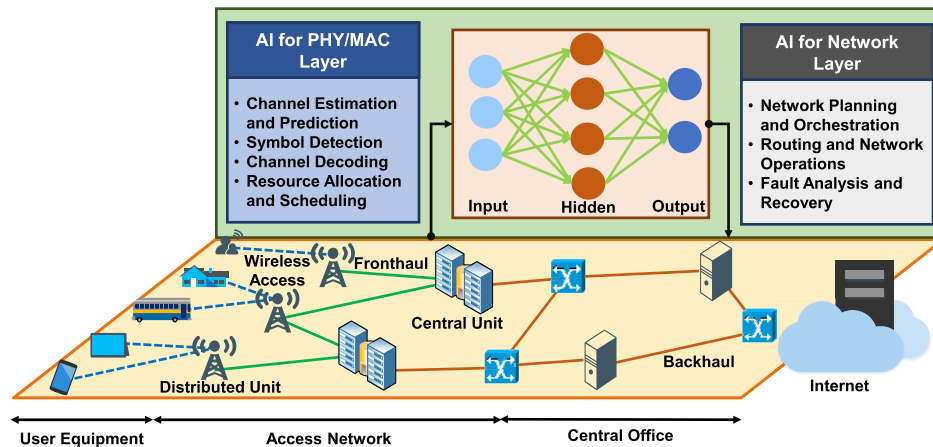 AI for PHY/MAC
Layer
• Channel Estimation
and Prediction
• Symbol Detection
• Channel Decoding
• Resource Allocation
and Scheduling
Input
Hidden
Output
AI for Network
Layer
• Network Planning
and Orchestration
• Routing and Network
Operations
• Fault Analysis and
Recovery
Wireless
Access
Fronthaul
Central Unit
Distributed Unit
Backhaul
Internet
User Equipment
Access Network
Central Office